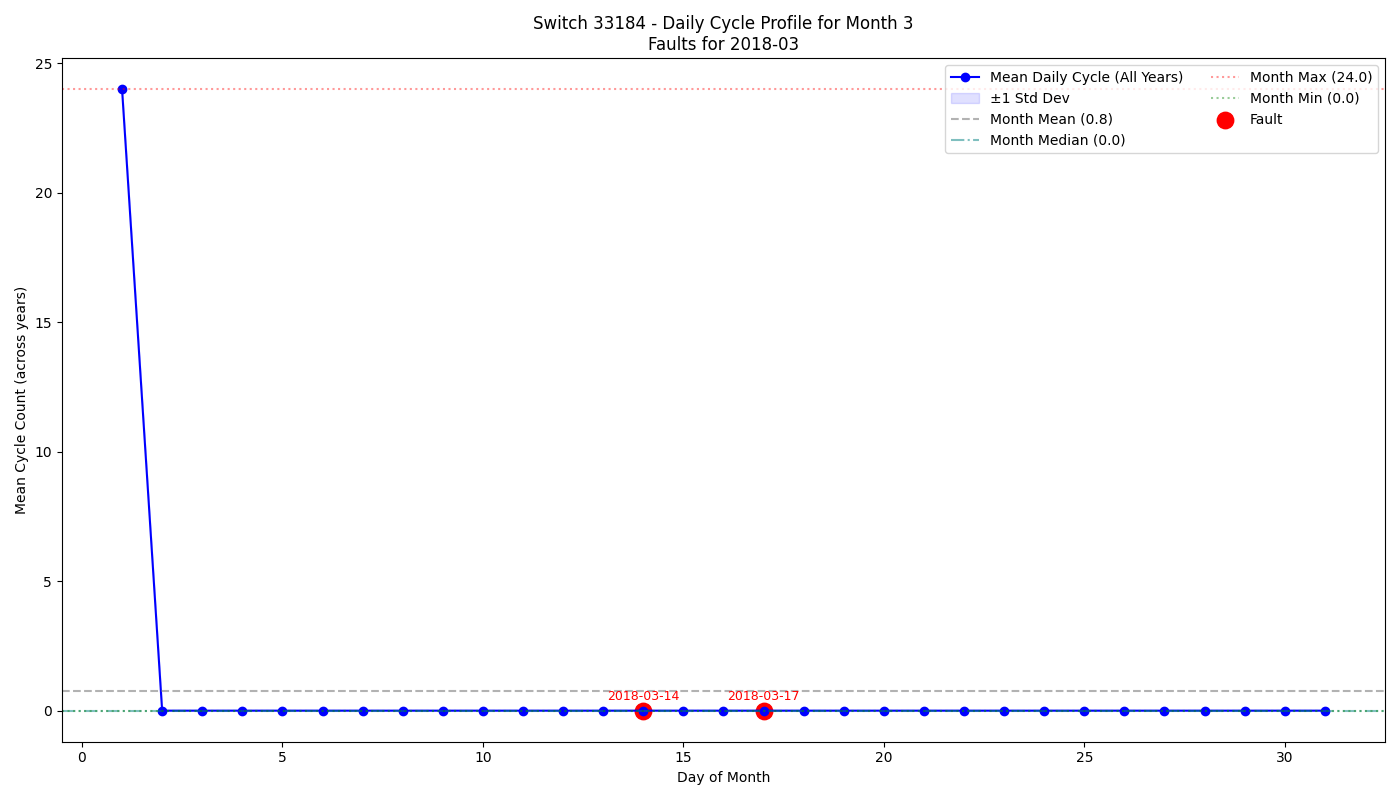 Switch 33184 - Daily Cycle Profile for Month 3
Faults for 2018-03
Mean Daily Cycle (All Years)
±1 Std Dev
Month Mean (0.8)
Month Median (0.0)
Month Max (24.0)
Month Min (0.0)
Fault
Mean Cycle Count (across years)
25
20
15
10
5
0
2018-03-14
2018-03-17
0
5
10
15
20
25
30
Day of Month